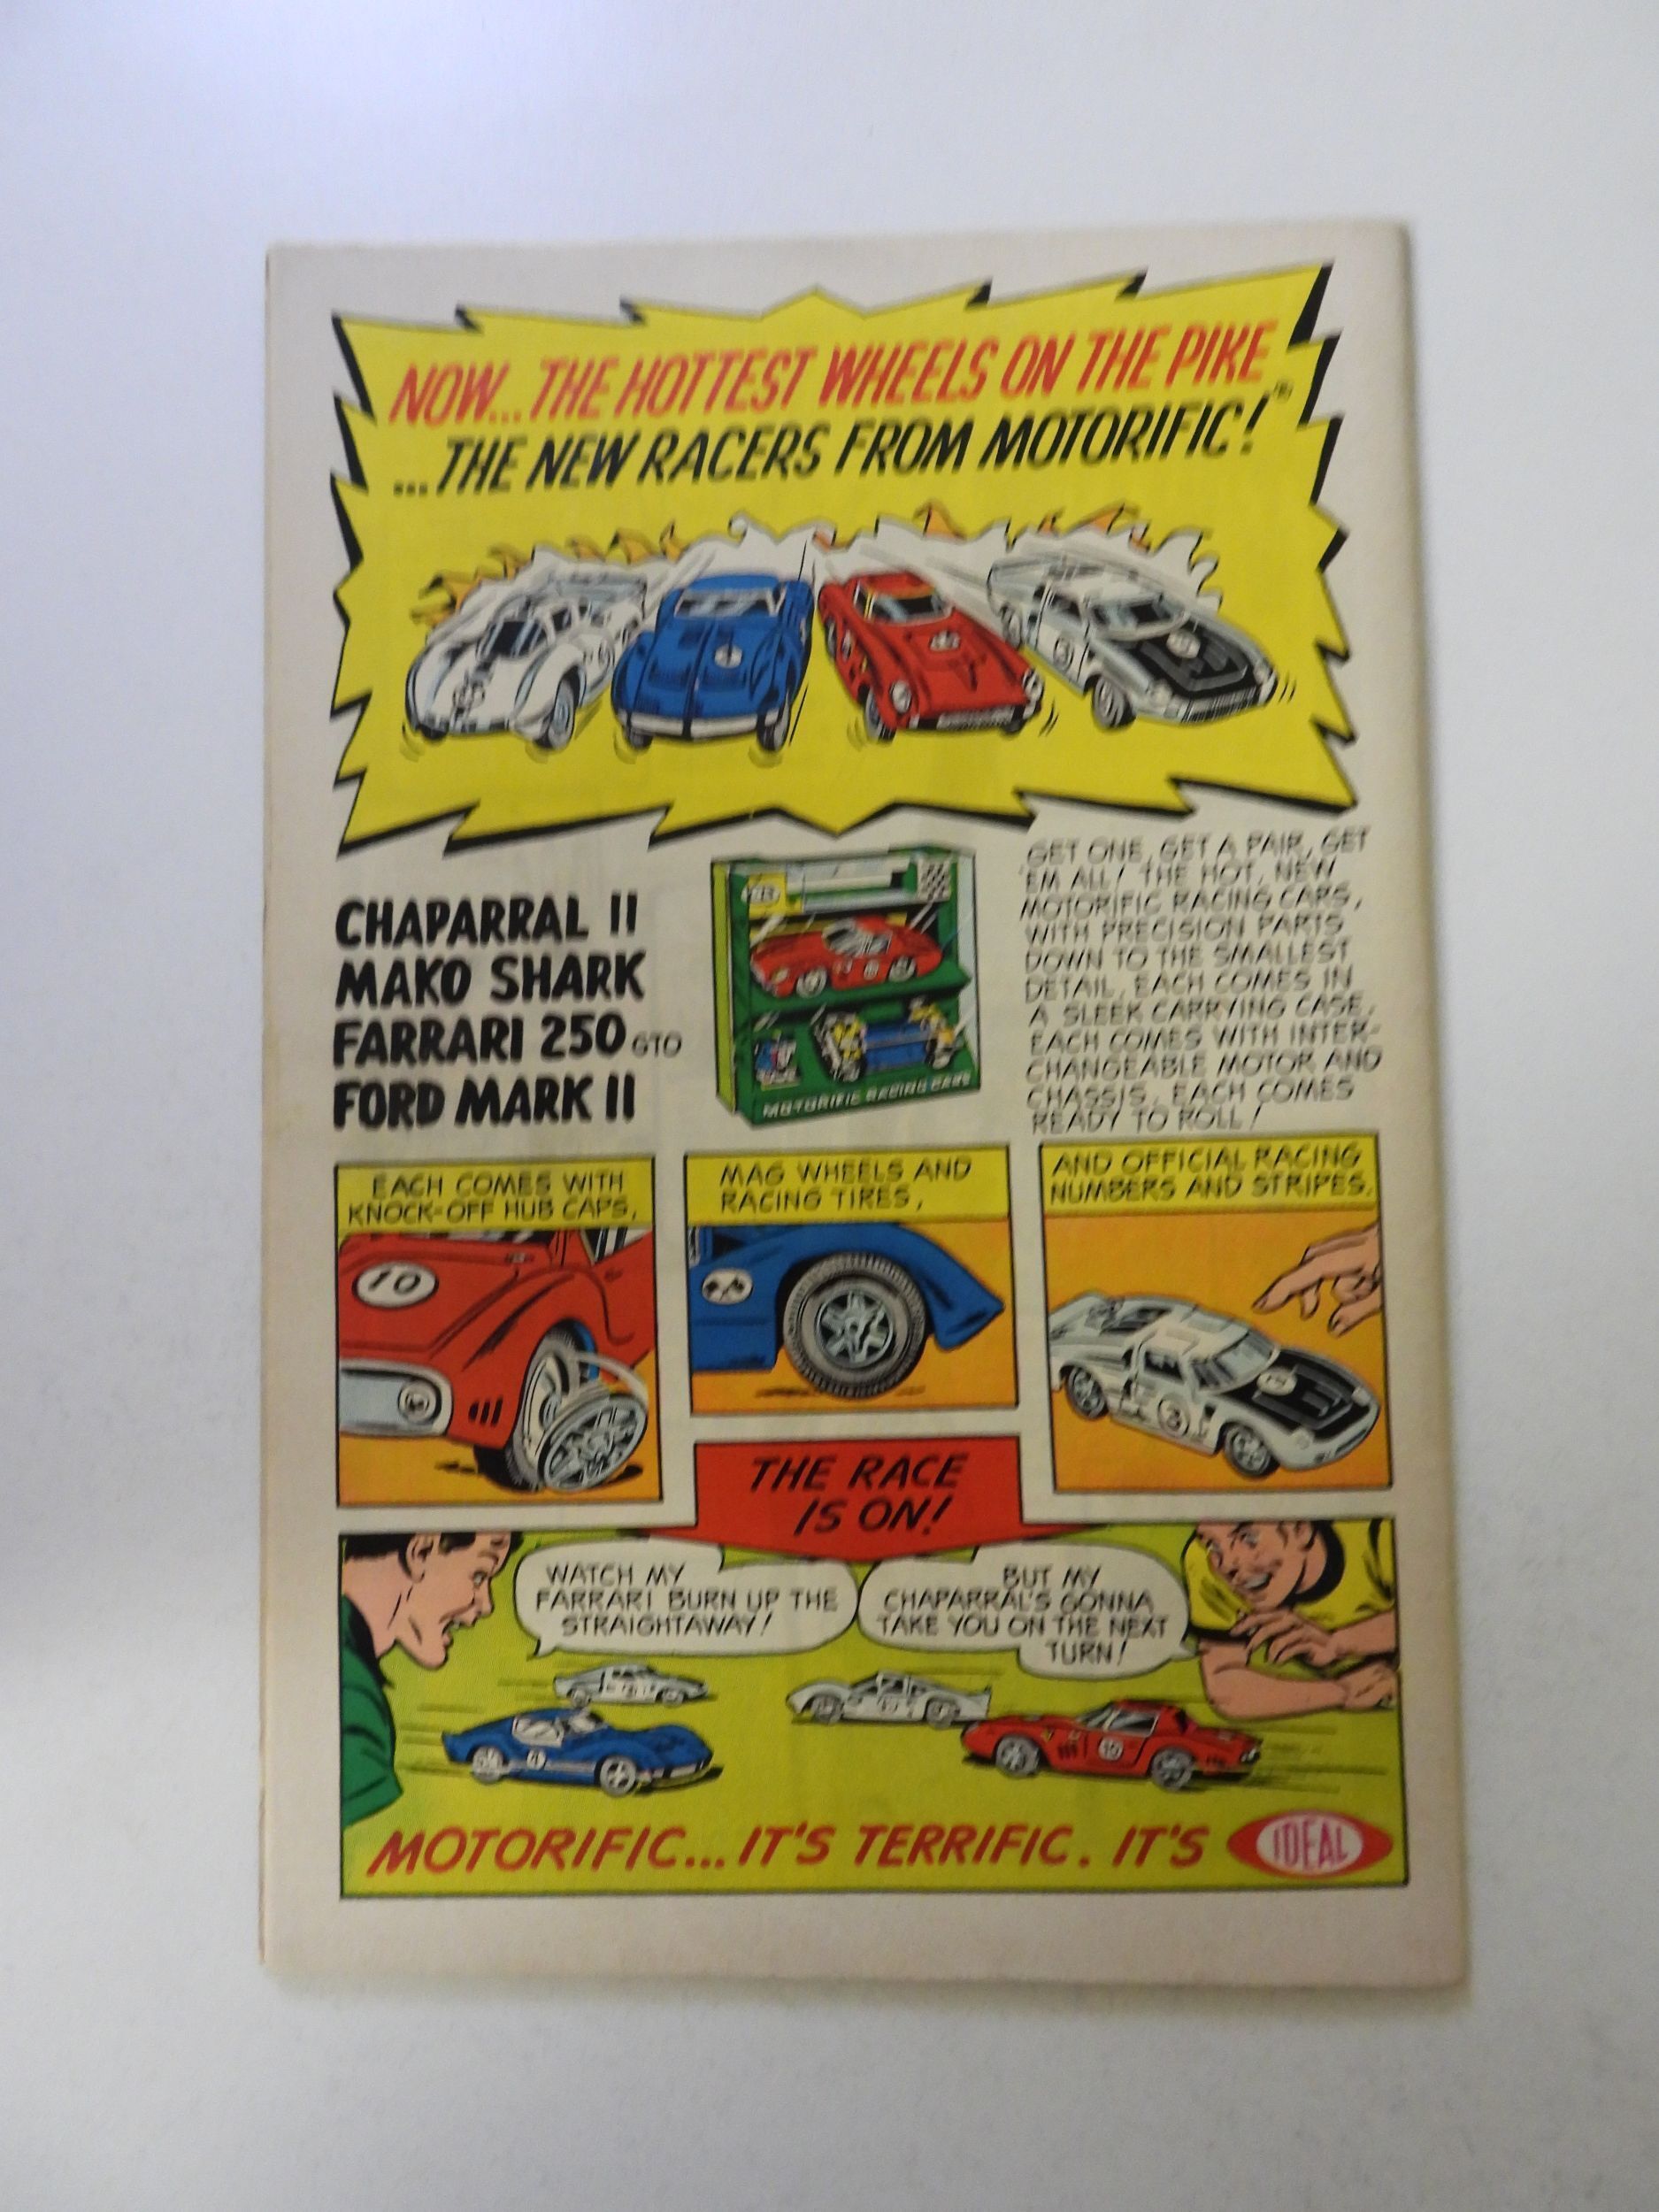 NOW...THE HOTTEST WHEELS ON THE PIKE
...THE NEW RACERS FROM MOTORIFIC!
CHAPARRAL II
MAKO SHARK
FARRARI 250 GTO
FORD MARK II
MOTORIFIC RACING CARS
GET ONE, GET A PAIR, GET
'EM ALL! THE HOT, NEW
MOTORIFIC RACING CARS,
WITH PRECISION PARTS
DOWN TO THE SMALLEST
DETAIL, EACH COMES IN
A SLEEK CARRYING CASE,
EACH COMES WITH INTER-
CHANGEABLE MOTOR AND
CHASSIS. EACH COMES
READY TO ROLL!
EACH COMES WITH
KNOCK-OFF HUB CAPS,
10
MAG WHEELS AND
RACING TIRES,
AND OFFICIAL RACING
NUMBERS AND STRIPES.
THE RACE
IS ON!
WATCH MY
FARRARI BURN UP THE
STRAIGHTAWAY!
BUT MY
CHAPARRAL'S GONNA
TAKE YOU ON THE NEXT
TURN!
MOTORIFIC... IT'S TERRIFIC. IT'S IDEAL